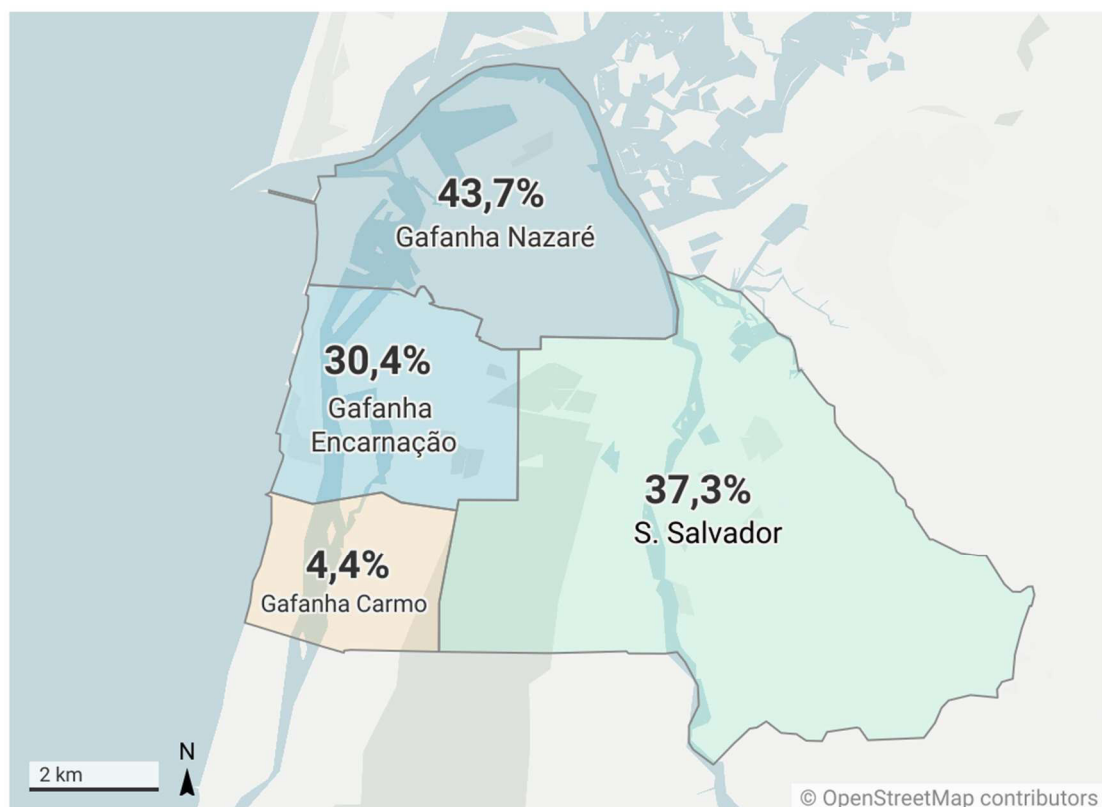 43,7%
Gafanha Nazaré
30,4%
Gafanha
Encarnação
37,3%
S. Salvador
4,4%
Gafanha Carmo
N
2 km
© OpenStreetMap contributors